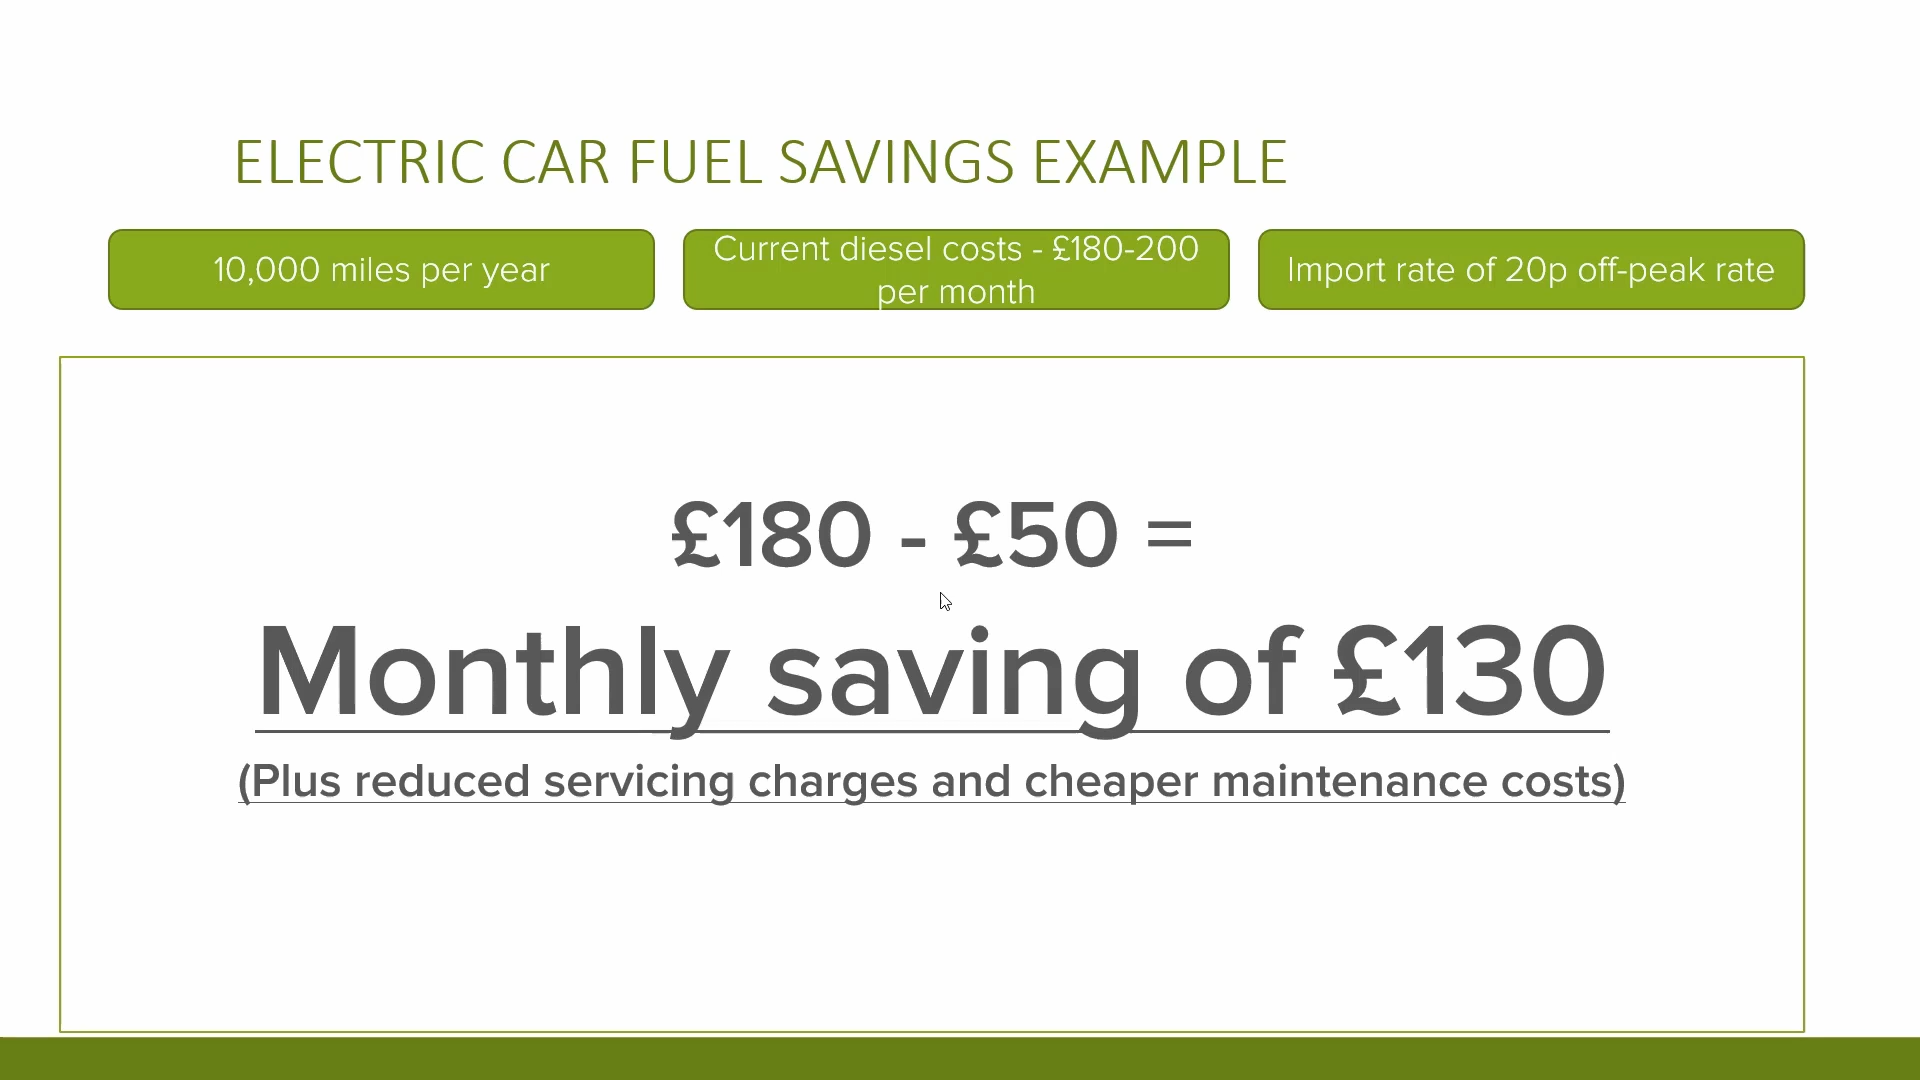 ELECTRIC CAR FUEL SAVINGS EXAMPLE
10,000 miles per year
Current diesel costs - £180-200
per month
Import rate of 20p off-peak rate
£180 - £50 =
Monthly saving of £130
(Plus reduced servicing charges and cheaper maintenance costs)